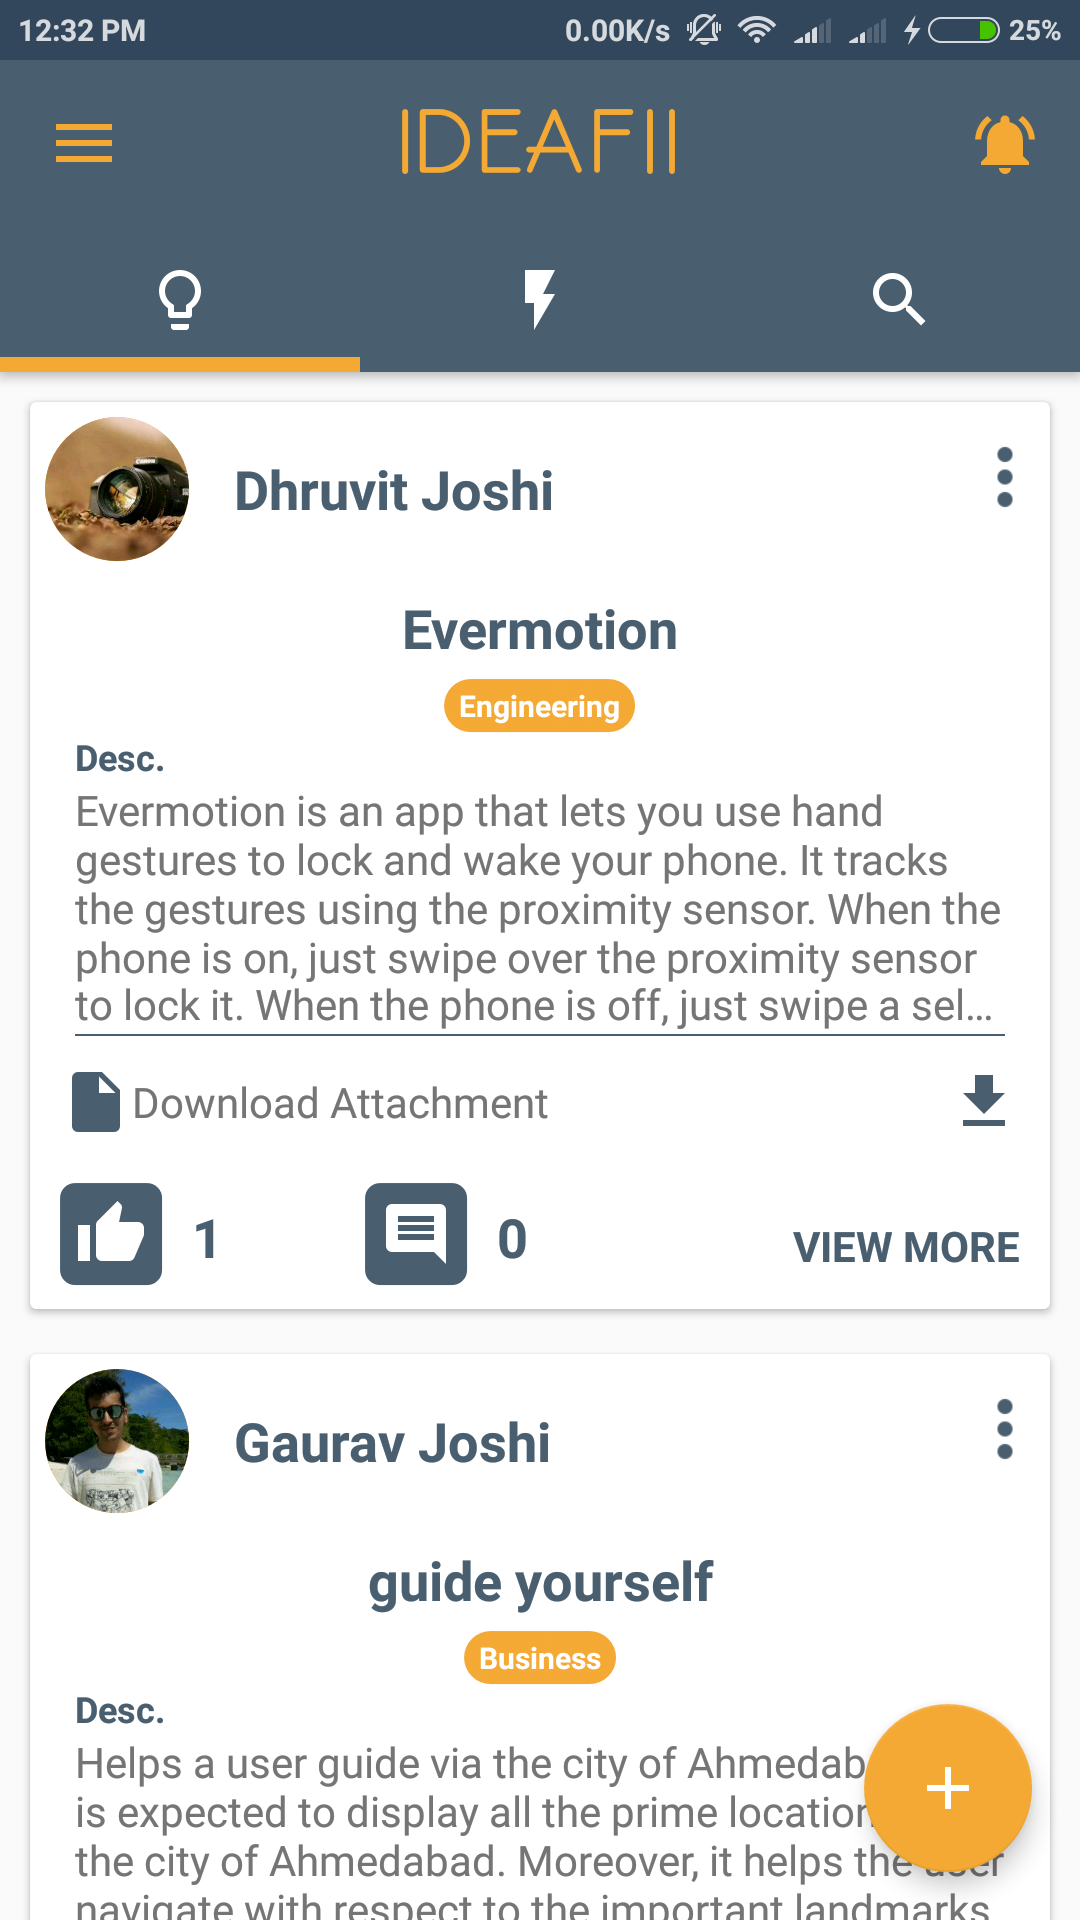 12:32 PM 0.00K/s 25%
IDEAFII
Dhruvit Joshi
Evermotion
Engineering
Desc.
Evermotion is an app that lets you use hand
gestures to lock and wake your phone. It tracks
the gestures using the proximity sensor. When the
phone is on, just swipe over the proximity sensor
to lock it. When the phone is off, just swipe a sel...
Download Attachment
1 0 VIEW MORE
Gaurav Joshi
guide yourself
Business
Desc.
Helps a user guide via the city of Ahmedab
is expected to display all the prime location
the city of Ahmedabad. Moreover, it helps the user
navigate with respect to the important landmarks